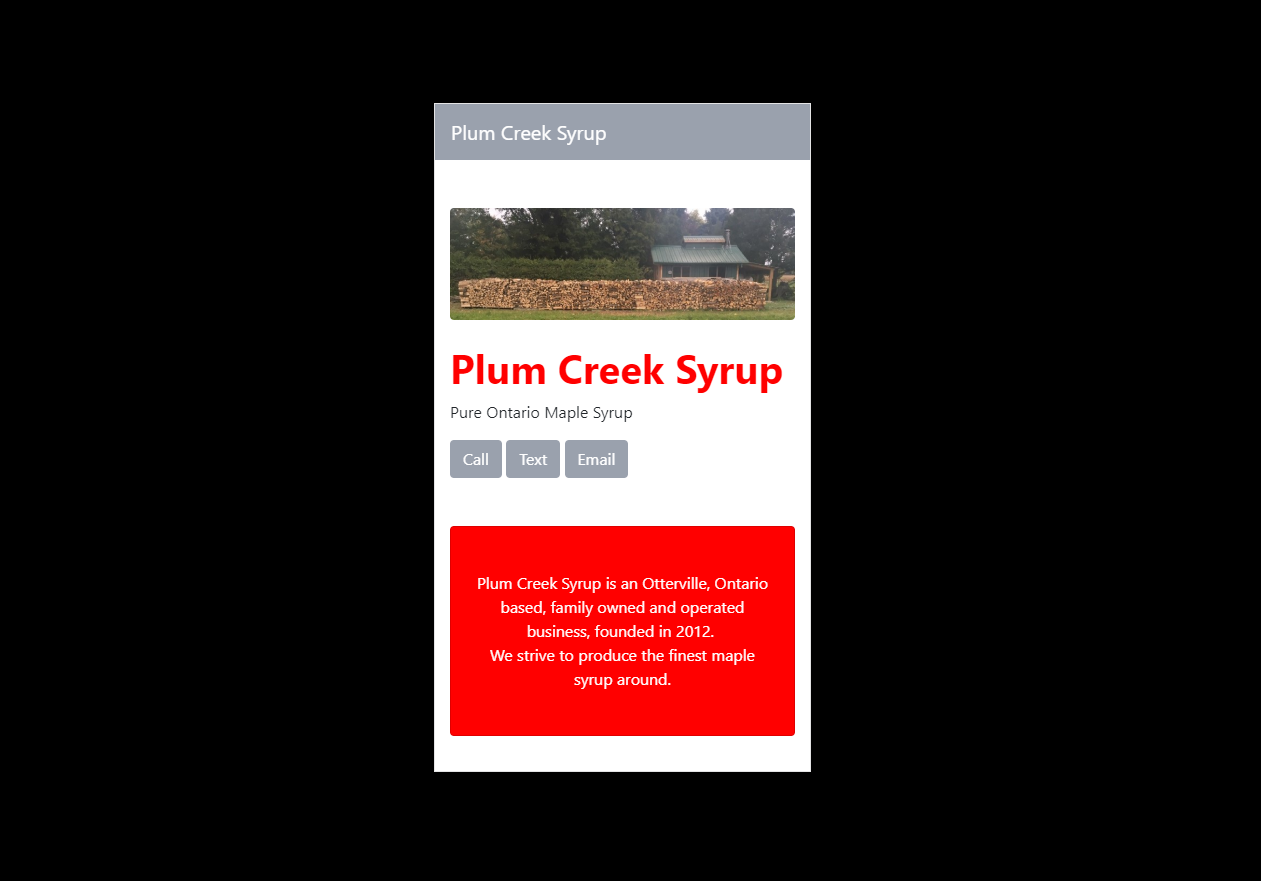 Plum Creek Syrup
Plum Creek Syrup
Pure Ontario Maple Syrup
Call Text Email
Plum Creek Syrup is an Otterville, Ontario
based, family owned and operated
business, founded in 2012.
We strive to produce the finest maple
syrup around.